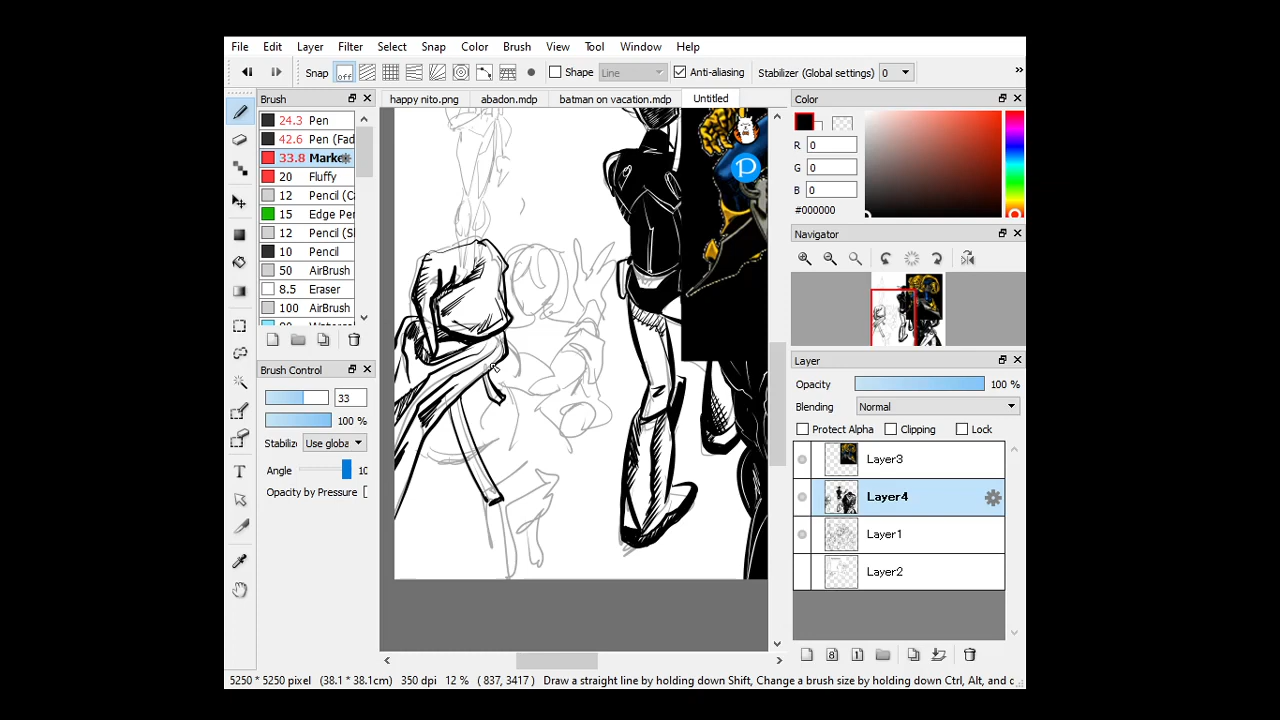 File Edit Layer Filter Select Snap Color Brush View Tool Window Help
Snap off Shape Line Anti-aliasing Stabilizer (Global settings) 0 »
Brush
24.3 Pen
42.6 Pen (Fad
33.8 Marke
20 Fluffy
12 Pencil (C
15 Edge Pe
12 Pencil (S
10 Pencil
50 AirBrush
8.5 Eraser
100 AirBrush
Brush Control
33
100 %
Stabiliz Use globa
Angle 10
Opacity by Pressure
T
happy nito.png abadon.mdp batman on vacation.mdp Untitled
P
Color
R 0
G 0
B 0
#000000
Navigator
Layer
Opacity 100 %
Blending Normal
Protect Alpha Clipping Lock
Layer3
Layer4
Layer1
Layer2
8 1
5250 * 5250 pixel (38.1 * 38.1cm) 350 dpi 12 % ( 837, 3417 ) Draw a straight line by holding down Shift, Change a brush size by holding down Ctrl, Alt, and